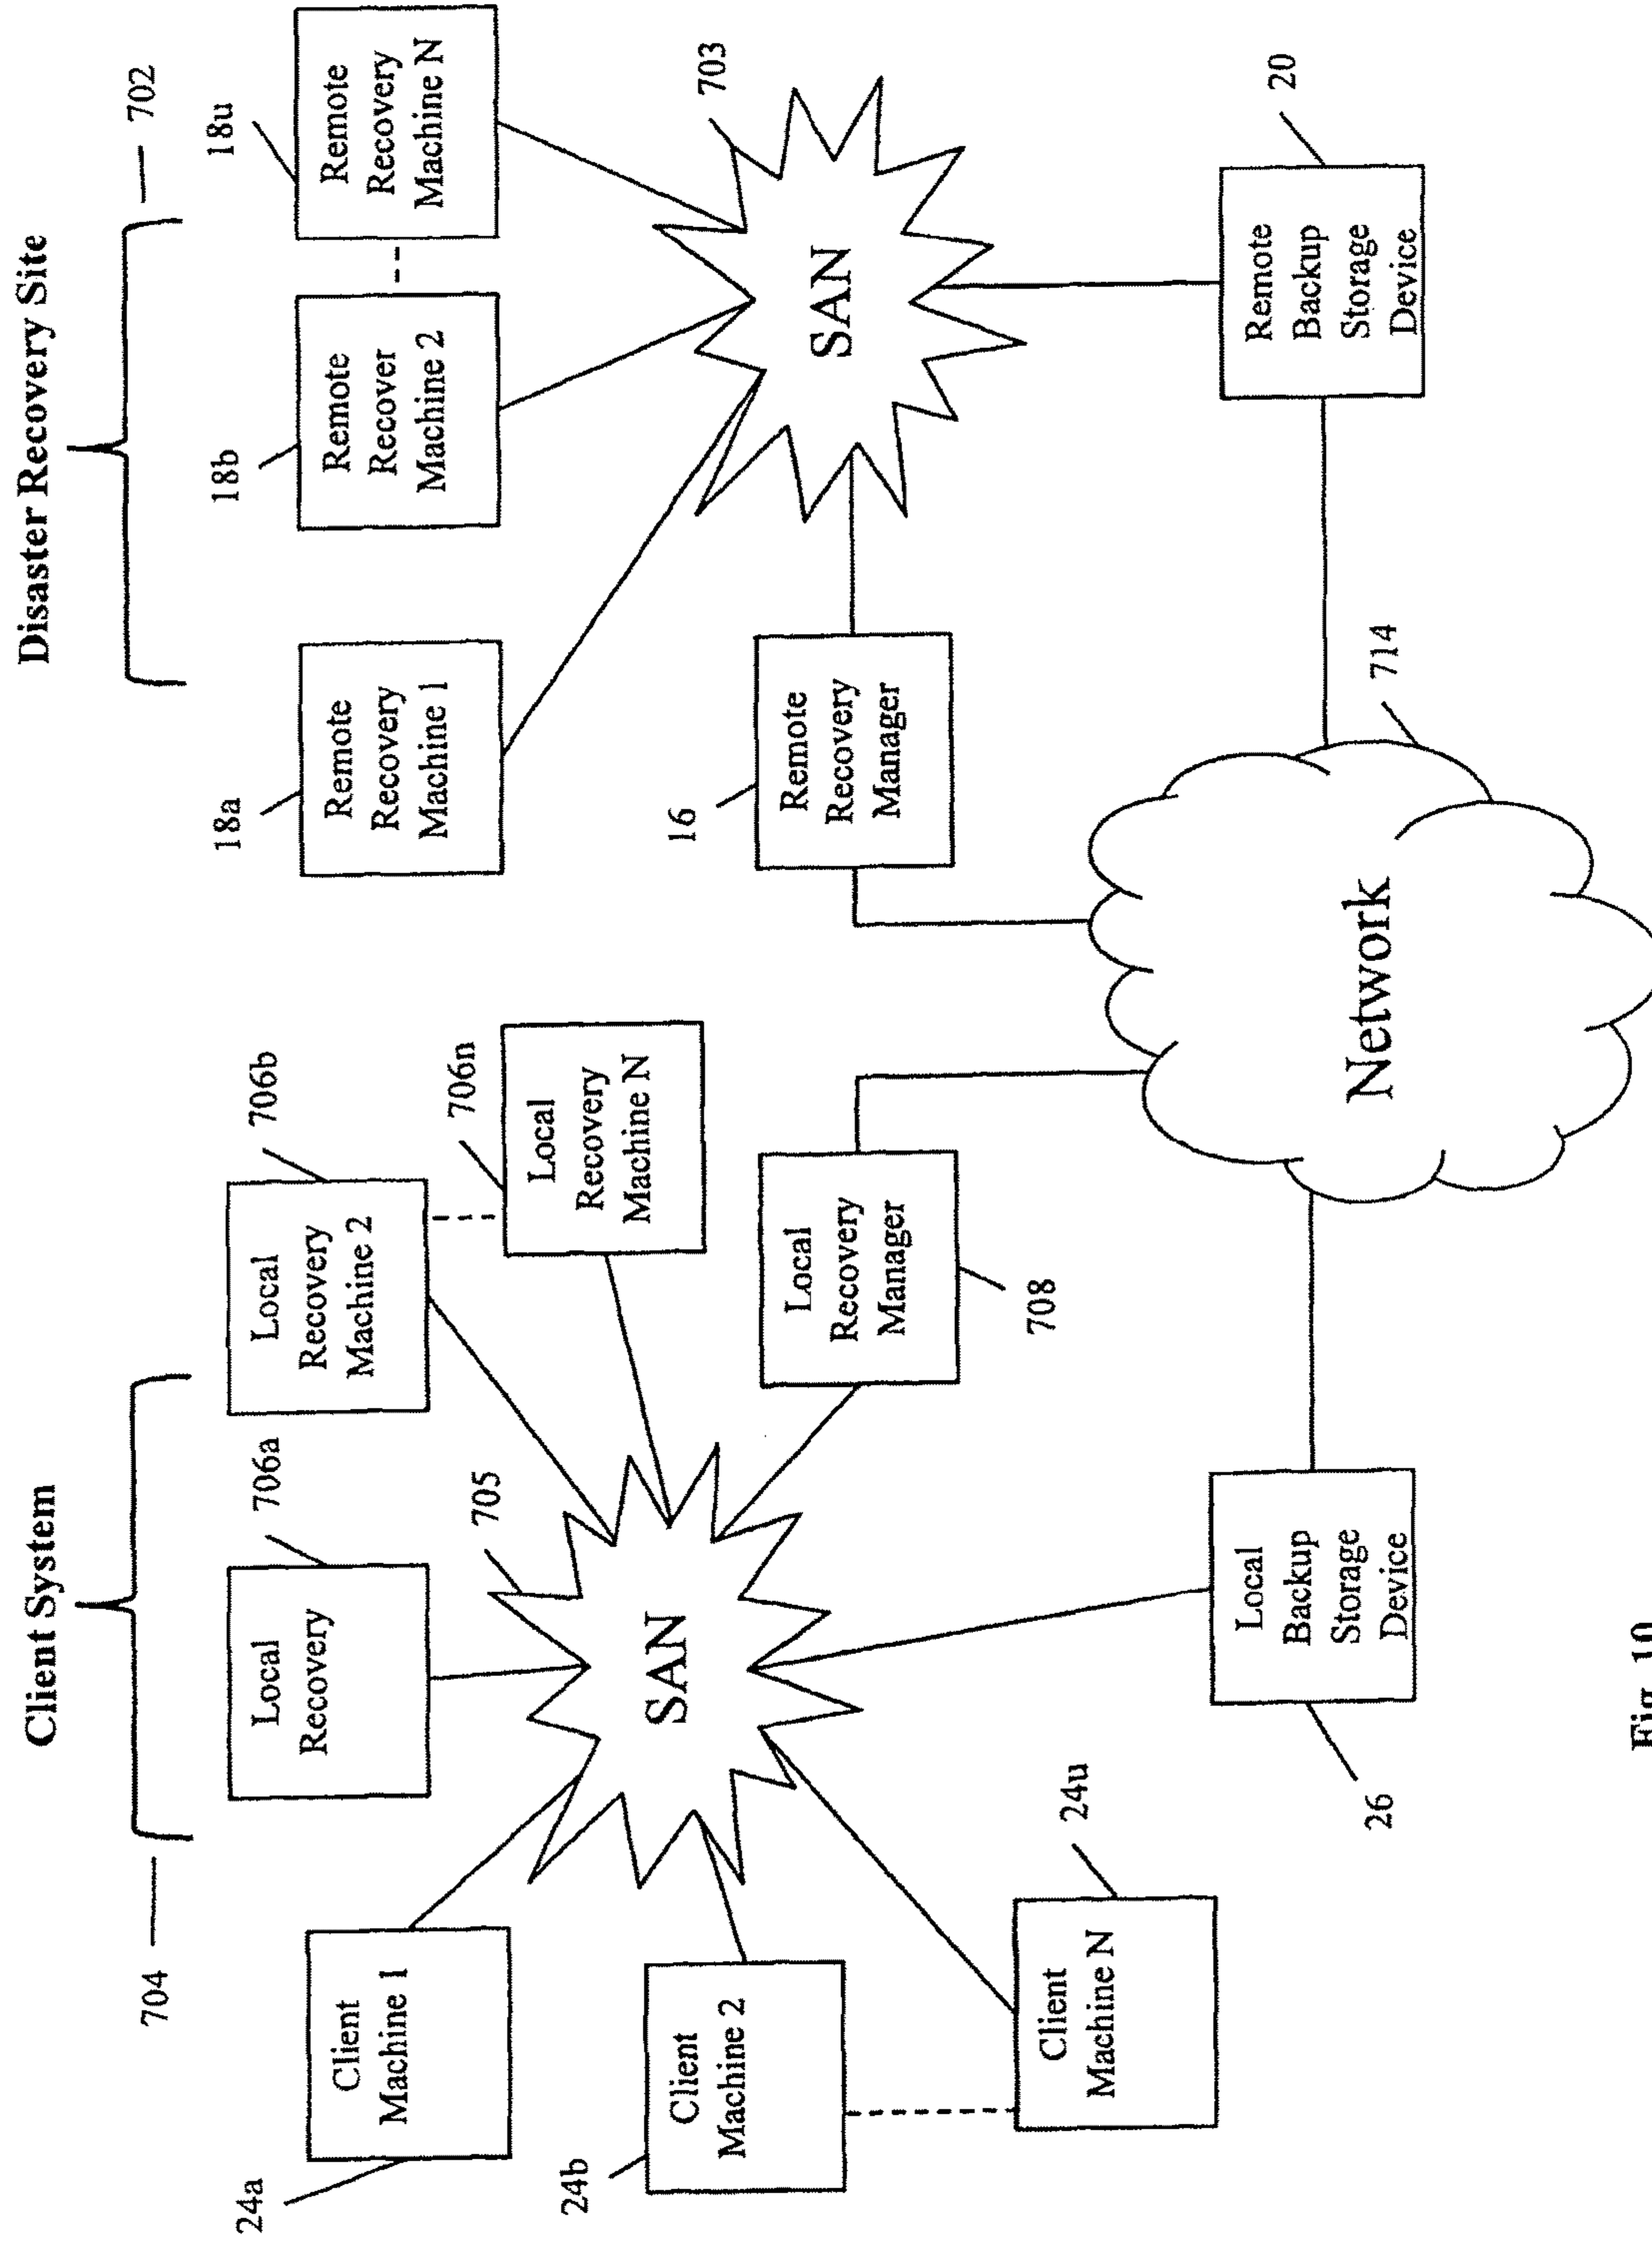 Client System
Disaster Recovery Site
704
702
24a
Client
Machine 1
24b
Client
Machine 2
24u
Client
Machine N
706a
Local
Recovery
706b
Local
Recovery
Machine 2
706n
Local
Recovery
Machine N
705
SAN
Local
Recovery
Manager
708
26
Local
Backup
Storage
Device
18a
Remote
Recovery
Machine 1
18b
Remote
Recover
Machine 2
18u
Remote
Recovery
Machine N
703
SAN
16
Remote
Recovery
Manager
20
Remote
Backup
Storage
Device
714
Network
Fig. 10